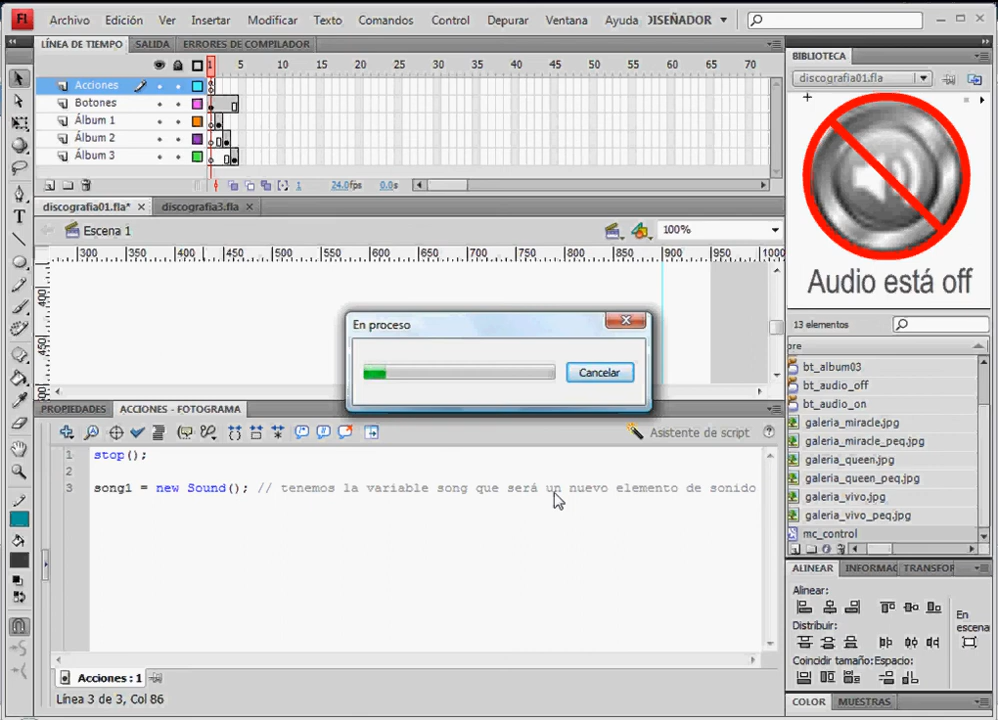 Fl Archivo Edición Ver Insertar Modificar Texto Comandos Control Depurar Ventana Ayuda DISEÑADOR
LÍNEA DE TIEMPO SALIDA ERRORES DE COMPILADOR
1 5 10 15 20 25 30 35 40 45 50 55 60 65 70
Acciones
Botones
Álbum 1
Álbum 2
Álbum 3
1 24.0fps 0.0s
discografia01.fla* discografia3.fla
Escena 1 100%
300 350 400 450 500 550 600 650 700 750 800 850 900 950 1000
400
450
En proceso
Cancelar
PROPIEDADES ACCIONES - FOTOGRAMA
Asistente de script
1 stop();
2
3 song1 = new Sound(); // tenemos la variable song que será un nuevo elemento de sonido
Acciones : 1
Línea 3 de 3, Col 86
BIBLIOTECA
discografia01.fla
Audio está off
13 elementos
bre
bt_album03
bt_audio_off
bt_audio_on
galeria_miracle.jpg
galeria_miracle_peq.jpg
galeria_queen.jpg
galeria_queen_peq.jpg
galeria_vivo.jpg
galeria_vivo_peq.jpg
mc_control
ALINEAR INFORMAC TRANSFOR
Alinear:
Distribuir:
En
escena
Coincidir tamaño: Espacio:
COLOR MUESTRAS